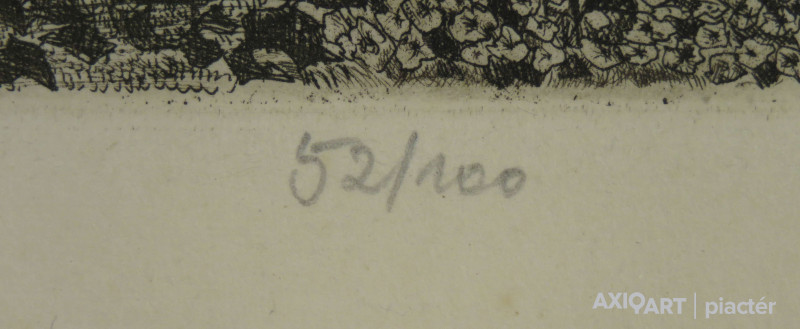 52/100
AXIOART | piactér